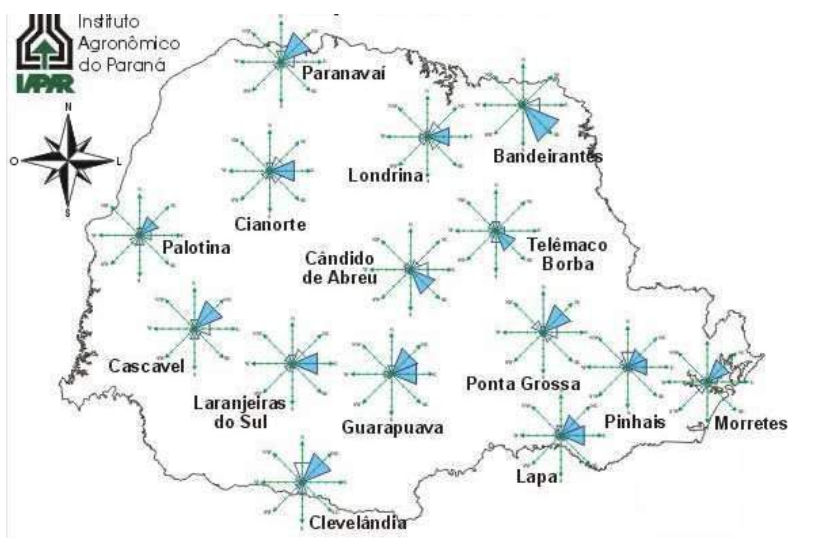 Instituto
Agronômico
do Paraná
IAPAR
N
O
L
S
Paranavaí
Bandeirantes
Londrina
Cianorte
Palotina
Telêmaco
Borba
Cândido
de Abreu
Cascavel
Ponta Grossa
Laranjeiras
do Sul
Guarapuava
Pinhais
Morretes
Lapa
Clevelândia